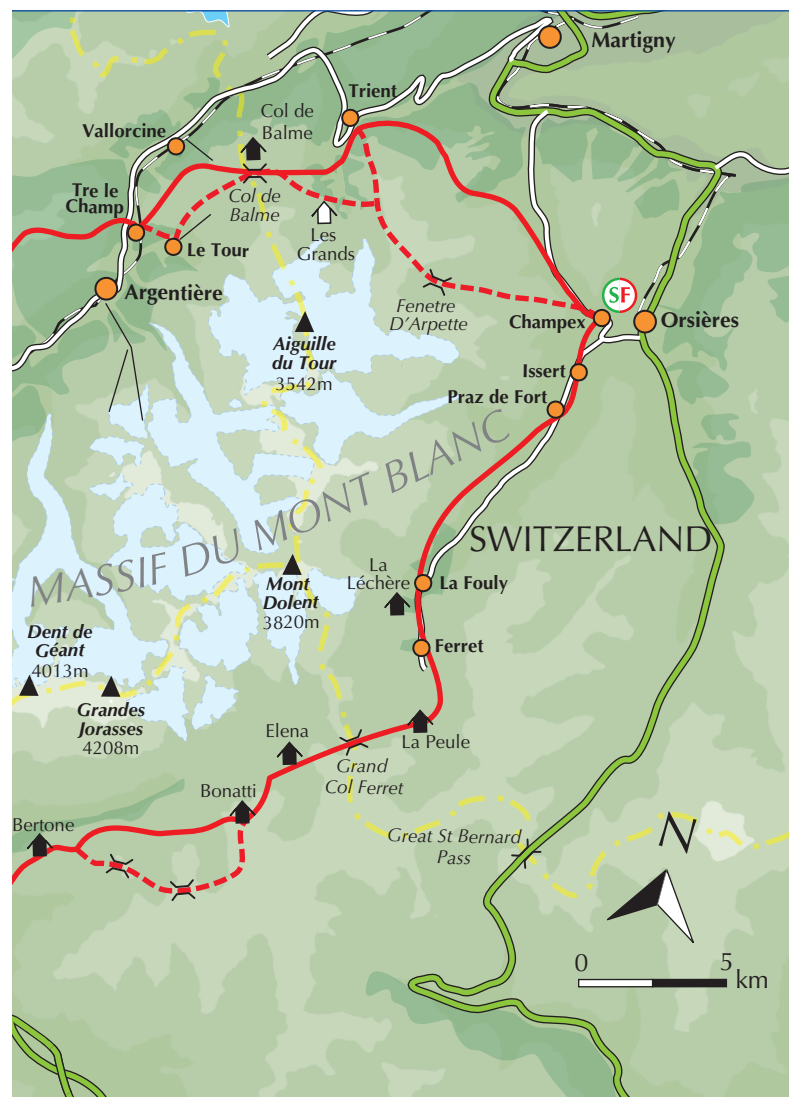 Martigny
Trient
Col de
Balme
Vallorcine
Tre le
Champ
Col de
Balme
Les
Grands
Le Tour
Argentière
Fenetre
D'Arpette
SF
Champex
Orsières
Aiguille
du Tour
3542m
Issert
Praz de Fort
MASSIF DU MONT BLANC
SWITZERLAND
La
Léchère
La Fouly
Mont
Dolent
3820m
Dent de
Géant
4013m
Ferret
Grandes
Jorasses
4208m
Elena
La Peule
Grand
Col Ferret
Bonatti
Bertone
Great St Bernard
Pass
N
0 5
km